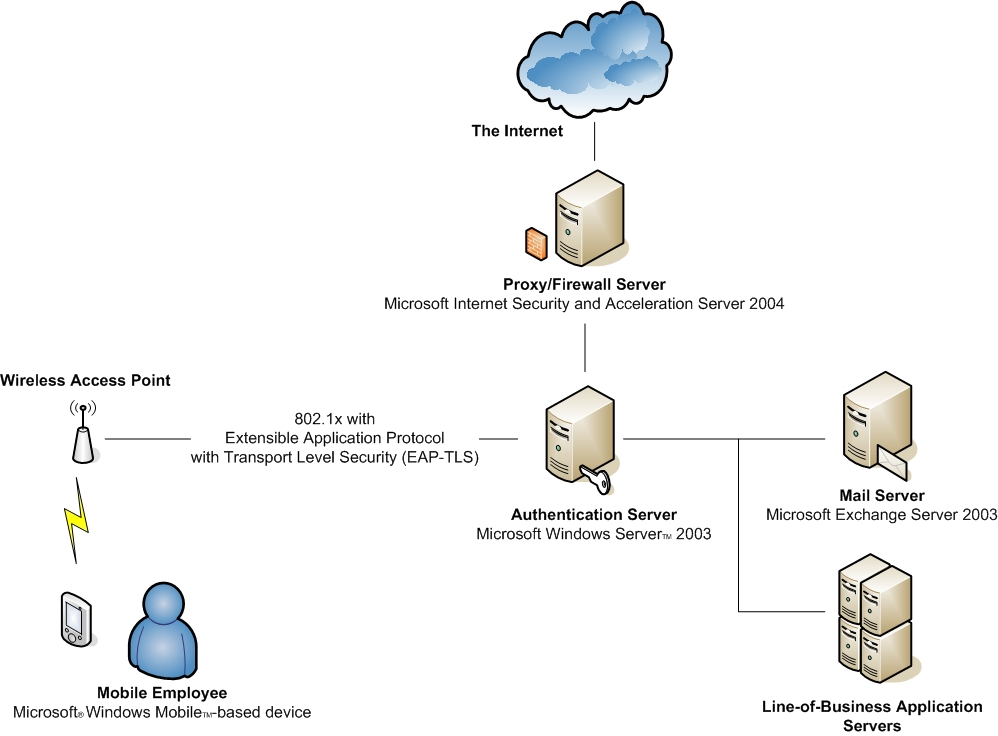 The Internet
Proxy/Firewall Server
Microsoft Internet Security and Acceleration Server 2004
Wireless Access Point
802.1x with
Extensible Application Protocol
with Transport Level Security (EAP-TLS)
Authentication Server
Microsoft Windows Server™ 2003
Mail Server
Microsoft Exchange Server 2003
Mobile Employee
Microsoft® Windows Mobile™-based device
Line-of-Business Application
Servers